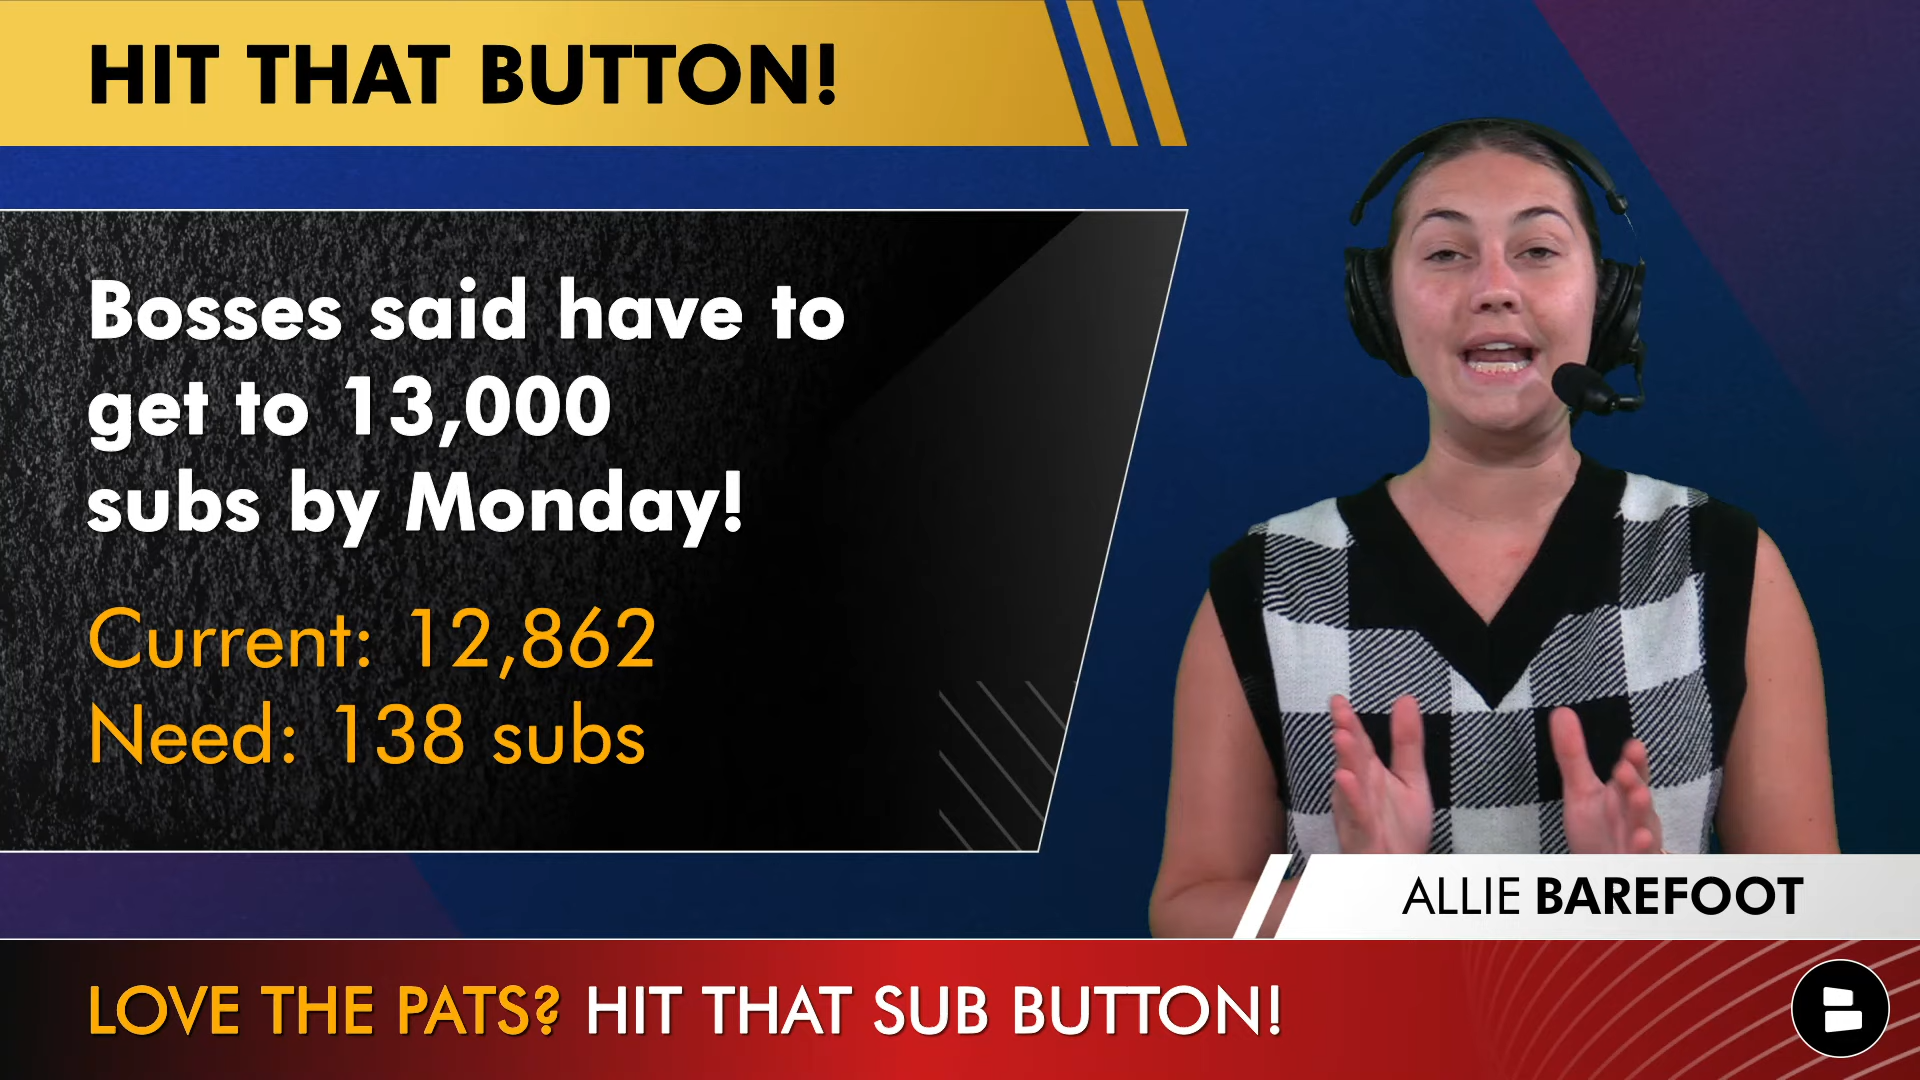 HIT THAT BUTTON!
Bosses said have to
get to 13,000
subs by Monday!
Current: 12,862
Need: 138 subs
ALLIE BAREFOOT
LOVE THE PATS? HIT THAT SUB BUTTON!